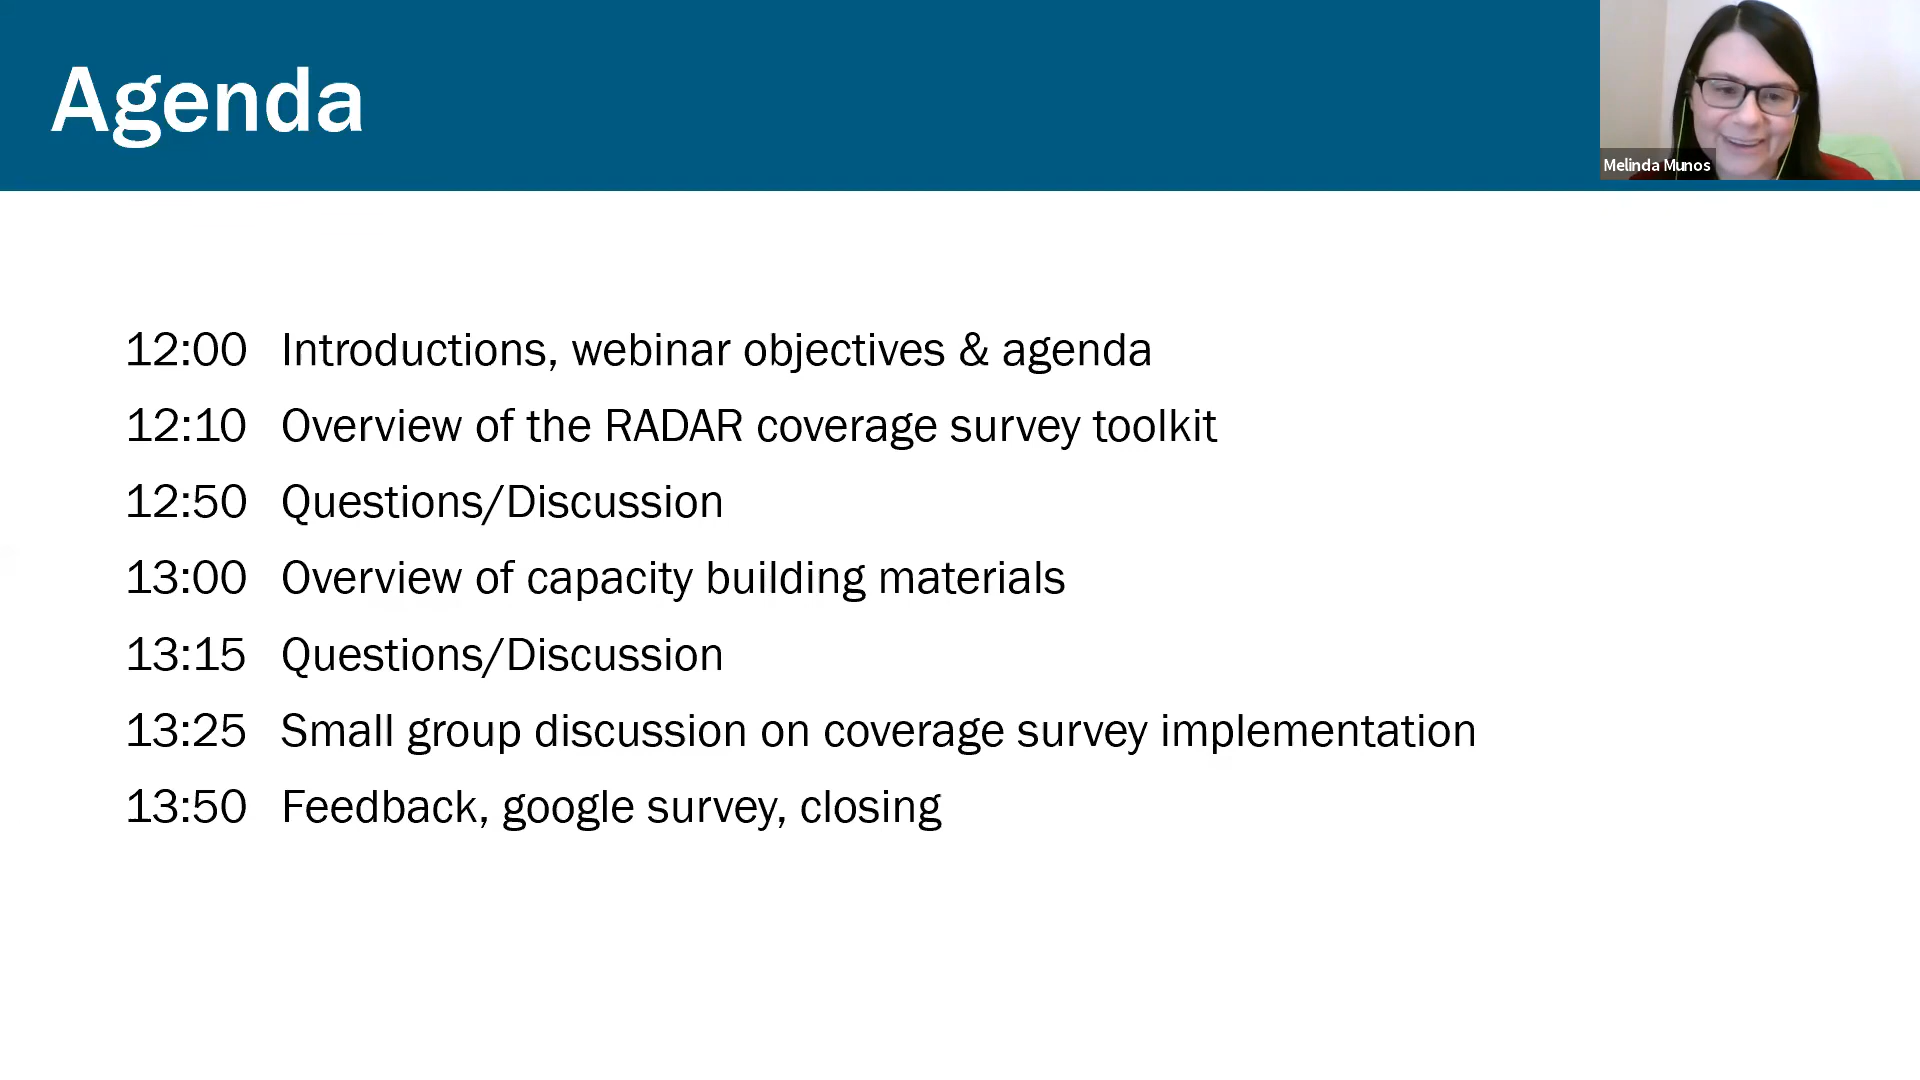 Agenda
Melinda Munos
12:00 Introductions, webinar objectives & agenda
12:10 Overview of the RADAR coverage survey toolkit
12:50 Questions/Discussion
13:00 Overview of capacity building materials
13:15 Questions/Discussion
13:25 Small group discussion on coverage survey implementation
13:50 Feedback, google survey, closing